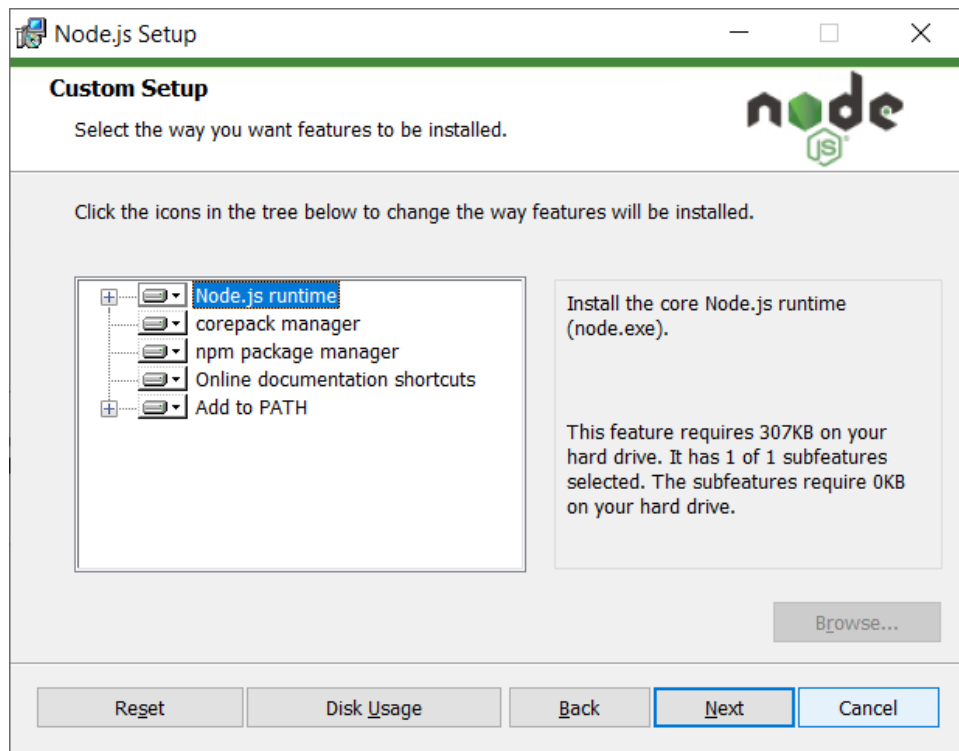 Node.js Setup
Custom Setup
Select the way you want features to be installed.
node
JS
Click the icons in the tree below to change the way features will be installed.
Node.js runtime
corepack manager
npm package manager
Online documentation shortcuts
Add to PATH
Install the core Node.js runtime
(node.exe).
This feature requires 307KB on your
hard drive. It has 1 of 1 subfeatures
selected. The subfeatures require 0KB
on your hard drive.
Browse...
Reset
Disk Usage
Back
Next
Cancel